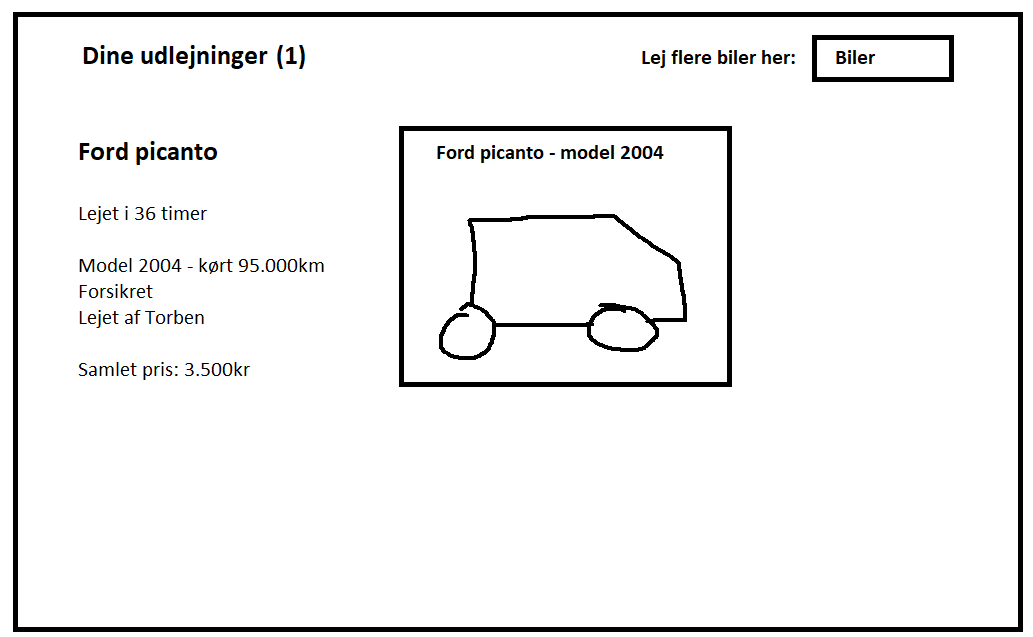 Dine udlejninger (1)
Lej flere biler her:
Biler
Ford picanto
Lejet i 36 timer
Model 2004 - kørt 95.000km
Forsikret
Lejet af Torben
Samlet pris: 3.500kr
Ford picanto - model 2004